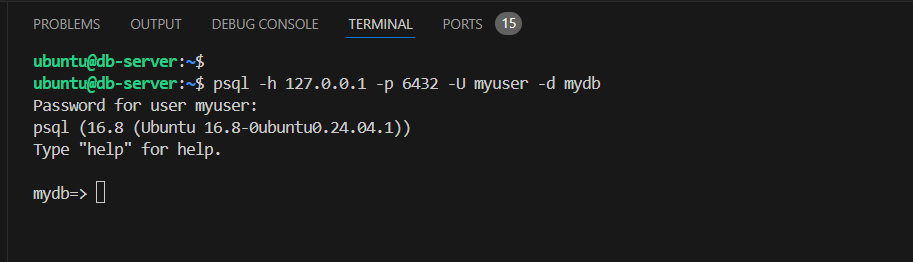 PROBLEMS OUTPUT DEBUG CONSOLE TERMINAL PORTS 15
ubuntu@db-server:~$
ubuntu@db-server:~$ psql -h 127.0.0.1 -p 6432 -U myuser -d mydb
Password for user myuser:
psql (16.8 (Ubuntu 16.8-0ubuntu0.24.04.1))
Type "help" for help.
mydb=>